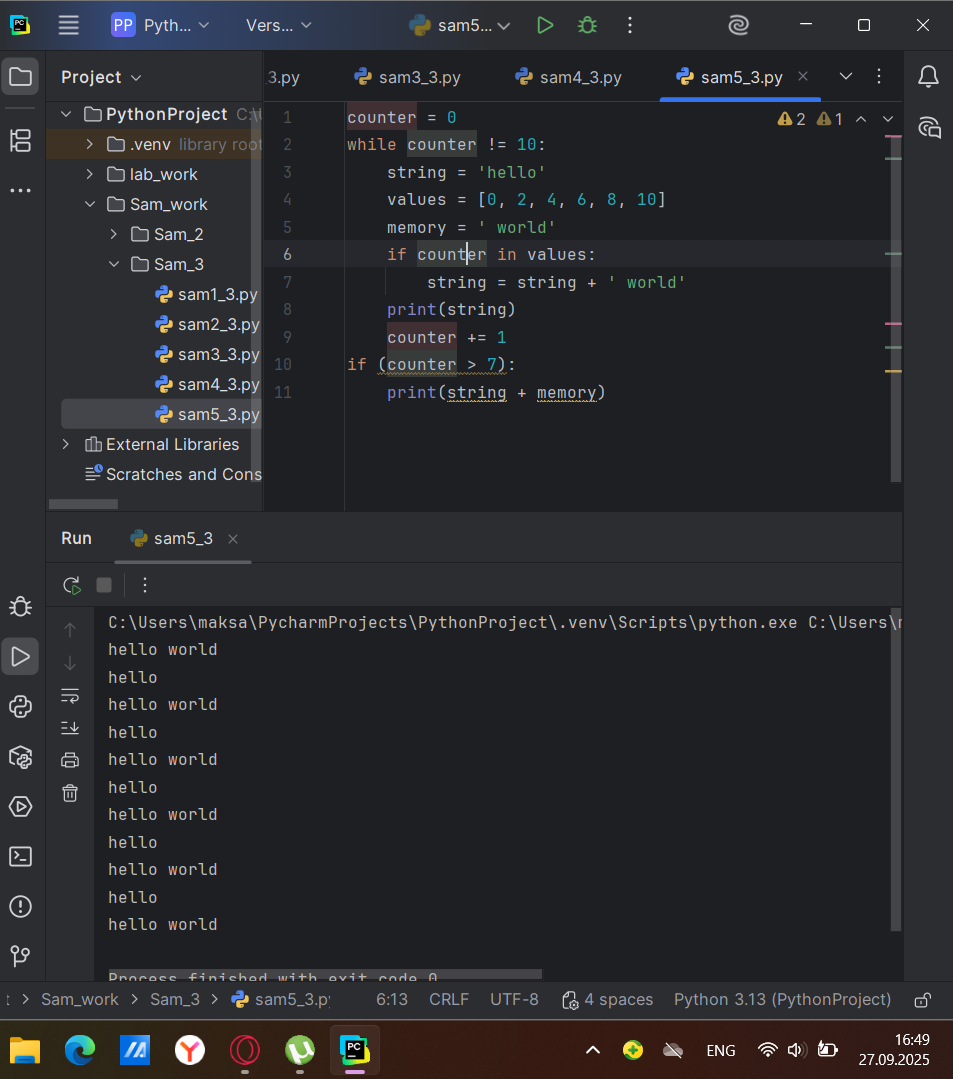 PP Pyth... Vers... sam5...
Project
3.py sam3_3.py sam4_3.py sam5_3.py
PythonProject C:\
.venv library root
lab_work
Sam_work
Sam_2
Sam_3
sam1_3.py
sam2_3.py
sam3_3.py
sam4_3.py
sam5_3.py
External Libraries
Scratches and Cons
2 1
1 counter = 0
2 while counter != 10:
3 string = 'hello'
4 values = [0, 2, 4, 6, 8, 10]
5 memory = ' world'
6 if counter in values:
7 string = string + ' world'
8 print(string)
9 counter += 1
10 if (counter > 7):
11 print(string + memory)
Run sam5_3
C:\Users\maksa\PycharmProjects\PythonProject\.venv\Scripts\python.exe C:\Users\
hello world
hello
hello world
hello
hello world
hello
hello world
hello
hello world
hello
hello world
Process finished with exit code 0
Sam_work Sam_3 sam5_3.py 6:13 CRLF UTF-8 4 spaces Python 3.13 (PythonProject)
PC ENG 16:49
27.09.2025